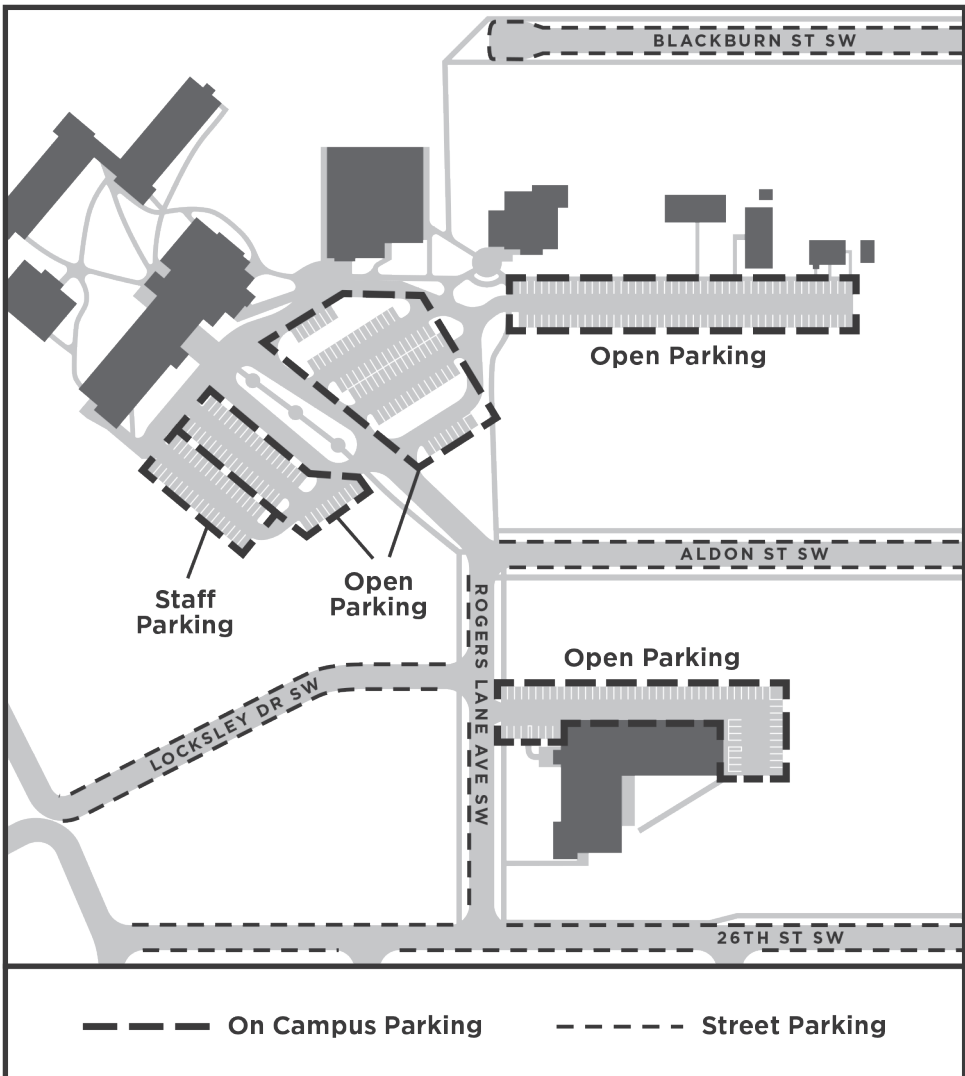 BLACKBURN ST SW
Open Parking
ALDON ST SW
Staff
Parking
Open
Parking
ROGERS LANE AVE SW
Open Parking
LOCKSLEY DR SW
26TH ST SW
On Campus Parking
Street Parking